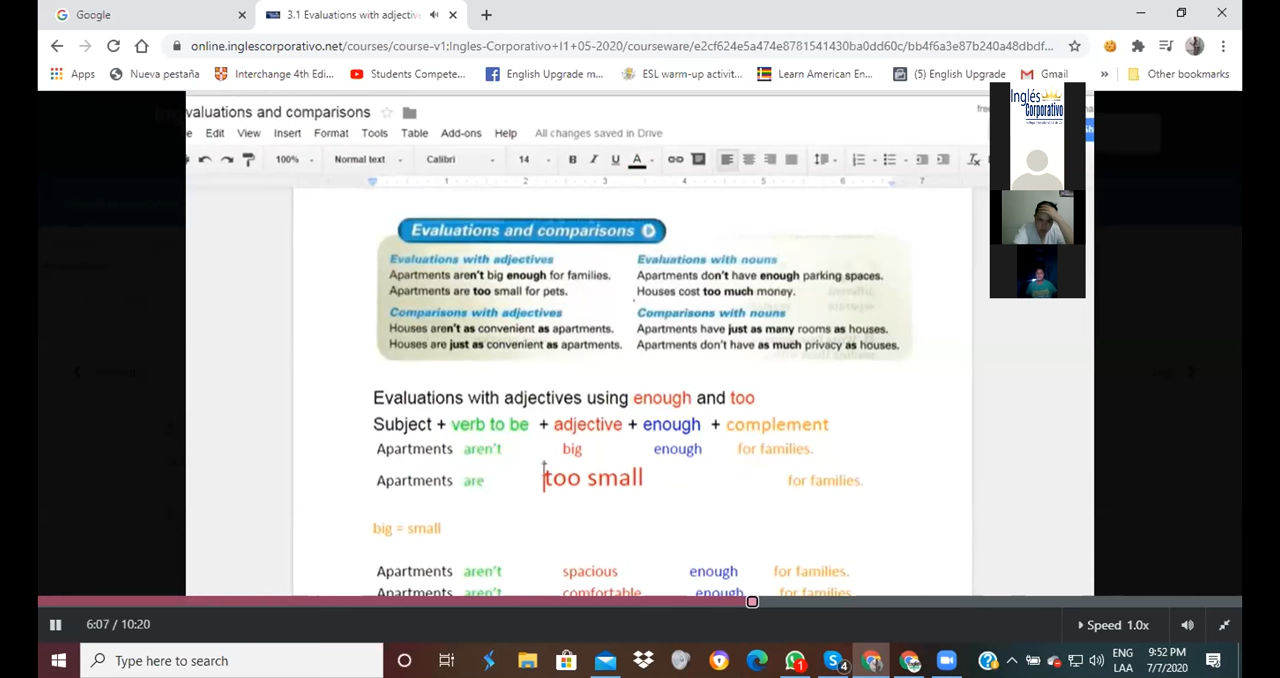 Google
3.1 Evaluations with adjectiv
online.inglescorporativo.net/courses/course-v1:Ingles-Corporativo+I1+05-2020/courseware/e2cf624e5a474e8781541430ba0dd60c/bb4f6a3e87b240a48dbdf...
Apps Nueva pestaña Interchange 4th Edi... Students Compete... English Upgrade m... ESL warm-up activit... Learn American En... (5) English Upgrade Gmail » Other bookmarks
valuations and comparisons
Inglés
Corporativo
e Edit View Insert Format Tools Table Add-ons Help All changes saved in Drive
100% Normal text Calibri 14 B I U A
1 2 3 4 5 6 7
Evaluations and comparisons
Evaluations with adjectives
Apartments aren't big enough for families.
Apartments are too small for pets.
Comparisons with adjectives
Houses aren't as convenient as apartments.
Houses are just as convenient as apartments.
Evaluations with nouns
Apartments don't have enough parking spaces.
Houses cost too much money.
Comparisons with nouns
Apartments have just as many rooms as houses.
Apartments don't have as much privacy as houses.
Evaluations with adjectives using enough and too
Subject + verb to be + adjective + enough + complement
Apartments aren't big enough for families.
Apartments are too small for families.
big = small
Apartments aren't spacious enough for families.
Apartments aren't comfortable enough for families
6:07 / 10:20 Speed 1.0x
Type here to search
1
4
ENG 9:52 PM
LAA 7/7/2020